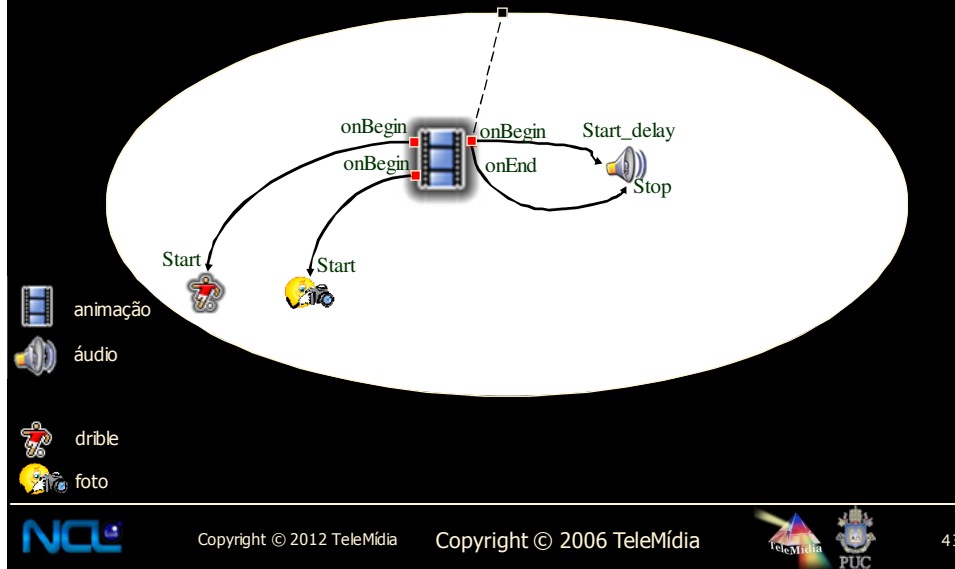 onBegin
onBegin
Start_delay
onBegin
onEnd
Stop
Start
Start
animação
áudio
drible
foto
NCL
Copyright © 2012 TeleMídia
Copyright © 2006 TeleMídia
TeleMídia
PUC
43